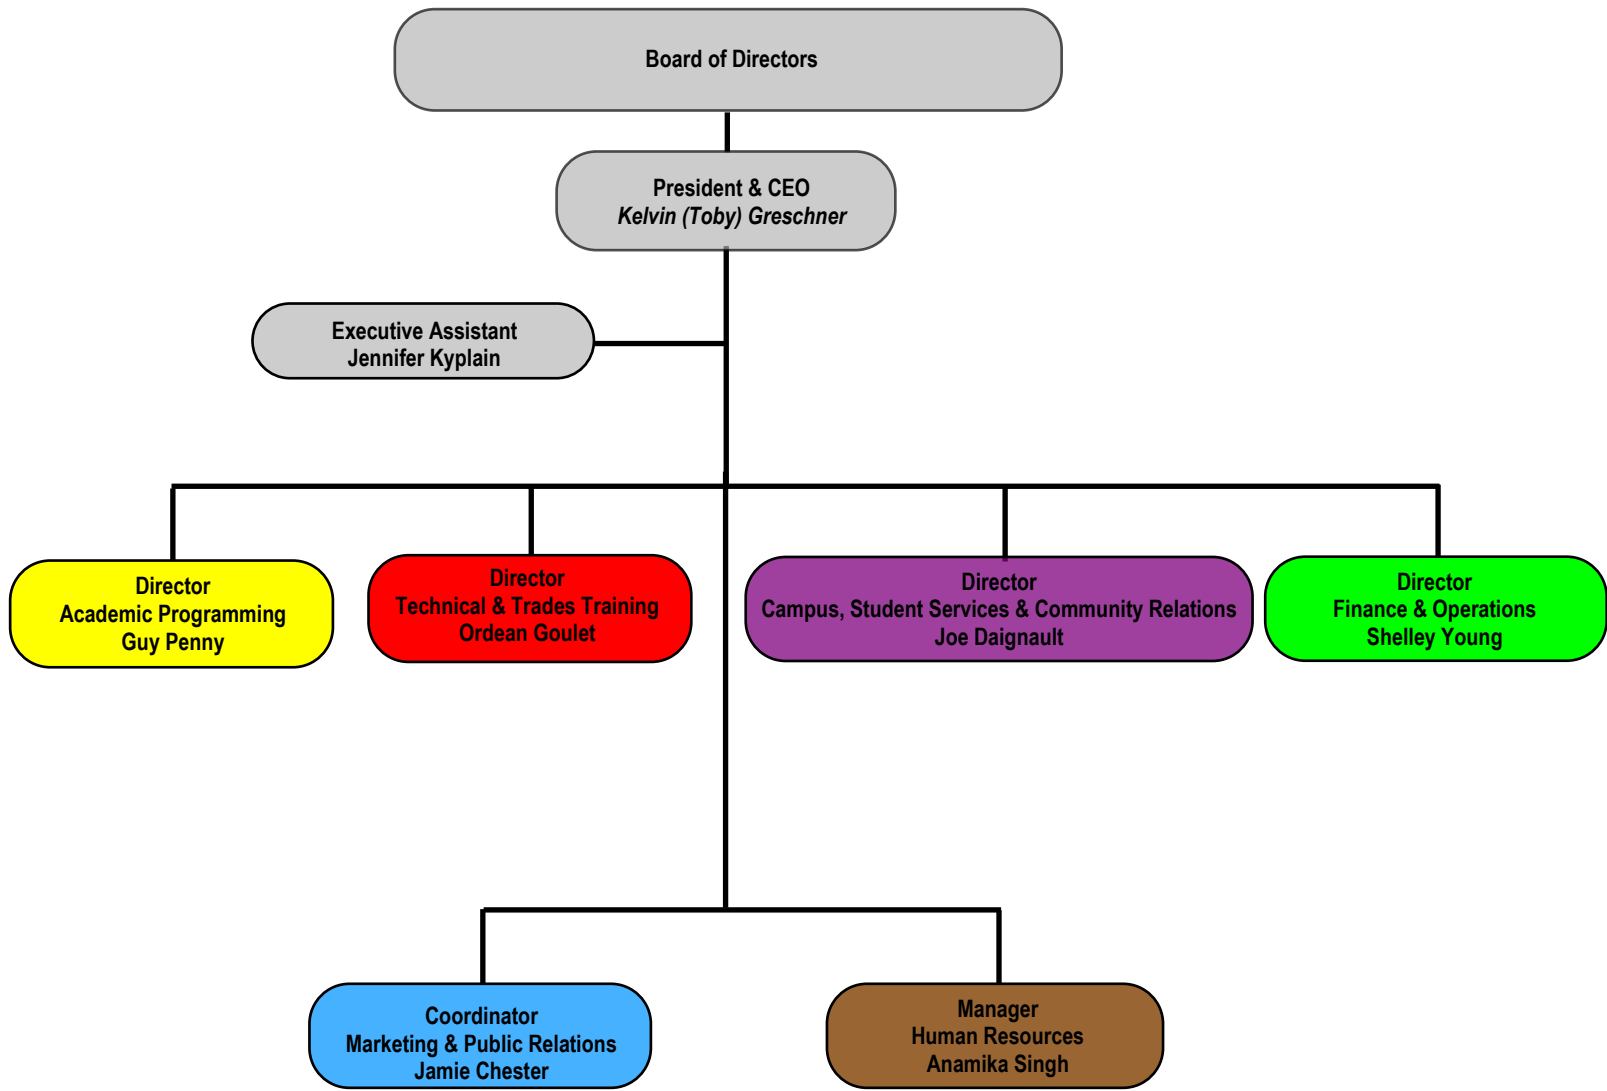 Board of Directors
President & CEO
Kelvin (Toby) Greschner
Executive Assistant
Jennifer Kyplain
Director
Academic Programming
Guy Penny
Director
Technical & Trades Training
Ordean Goulet
Director
Campus, Student Services & Community Relations
Joe Daignault
Director
Finance & Operations
Shelley Young
Coordinator
Marketing & Public Relations
Jamie Chester
Manager
Human Resources
Anamika Singh